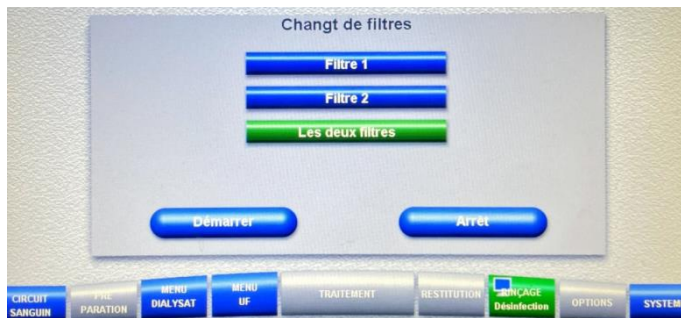 Changt de filtres
Filtre 1
Filtre 2
Les deux filtres
Démarrer
Arrêt
CIRCUIT
SANGUIN
PRE
PARATION
MENU
DIALYSAT
MENU
UF
TRAITEMENT
RESTITUTION
Désinfection
OPTIONS
SYSTEM